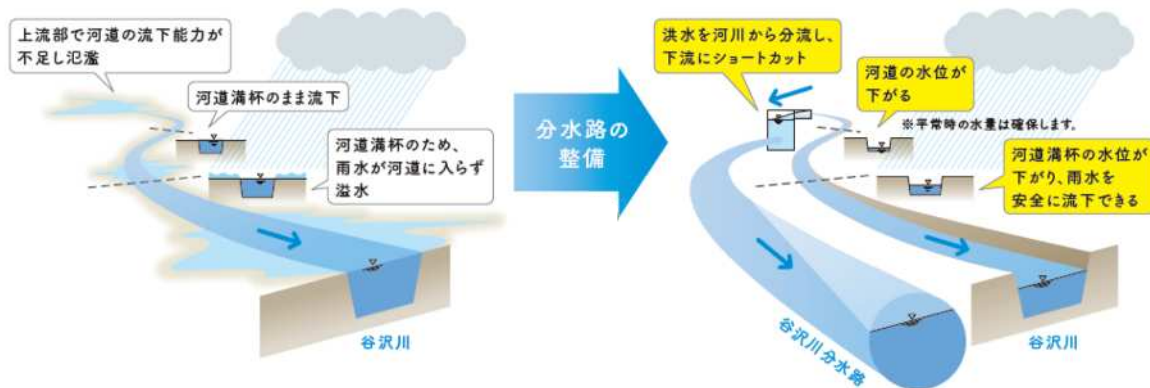 上流部で河道の流下能力が
不足し氾濫
河道満杯のまま流下
河道満杯のため、
雨水が河道に入らず
溢水
谷沢川
分水路の
整備
洪水を河川から分流し、
下流にショートカット
河道の水位が
下がる
※平常時の水量は確保します。
河道満杯の水位が
下がり、雨水を
安全に流下できる
谷沢川分水路
谷沢川